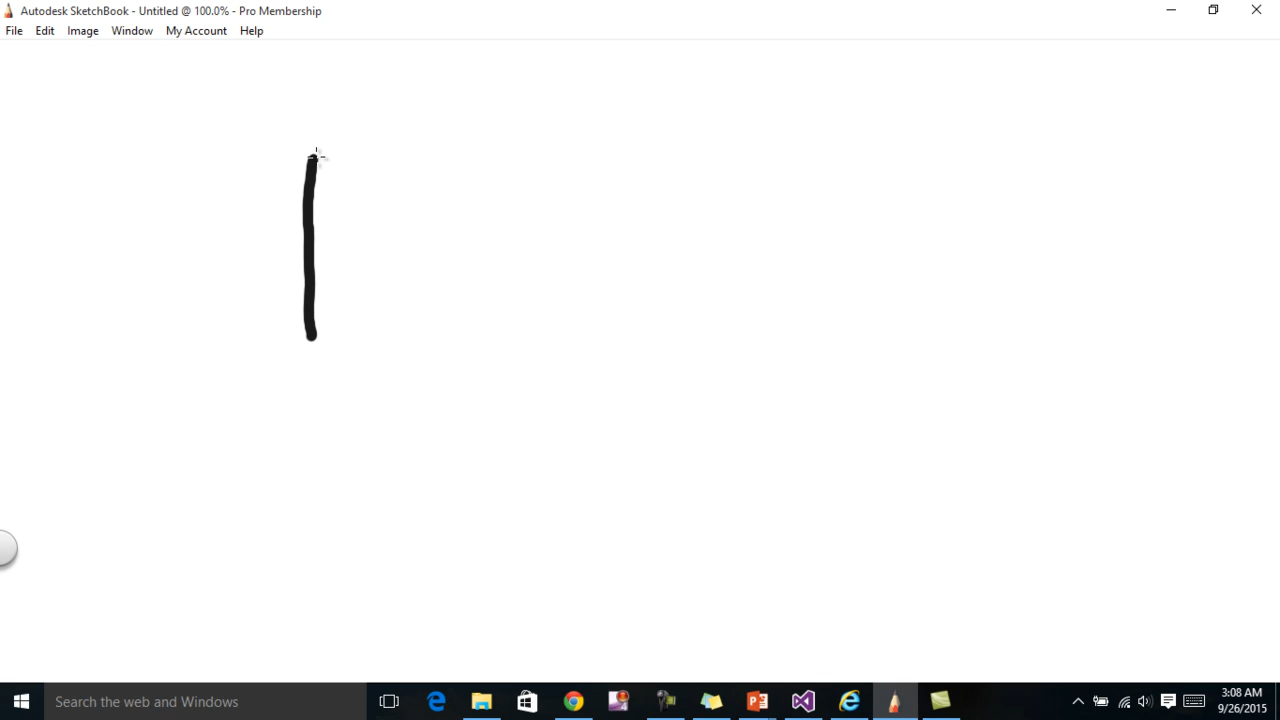 Autodesk SketchBook - Untitled @ 100.0% - Pro Membership
File Edit Image Window My Account Help
Search the web and Windows
3:08 AM
9/26/2015